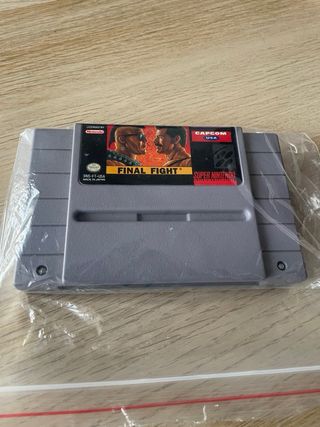 LICENSED BY
Nintendo
CAPCOM
USA
FINAL FIGHT
SNS-FT-USA
MADE IN JAPAN
SUPER NINTENDO